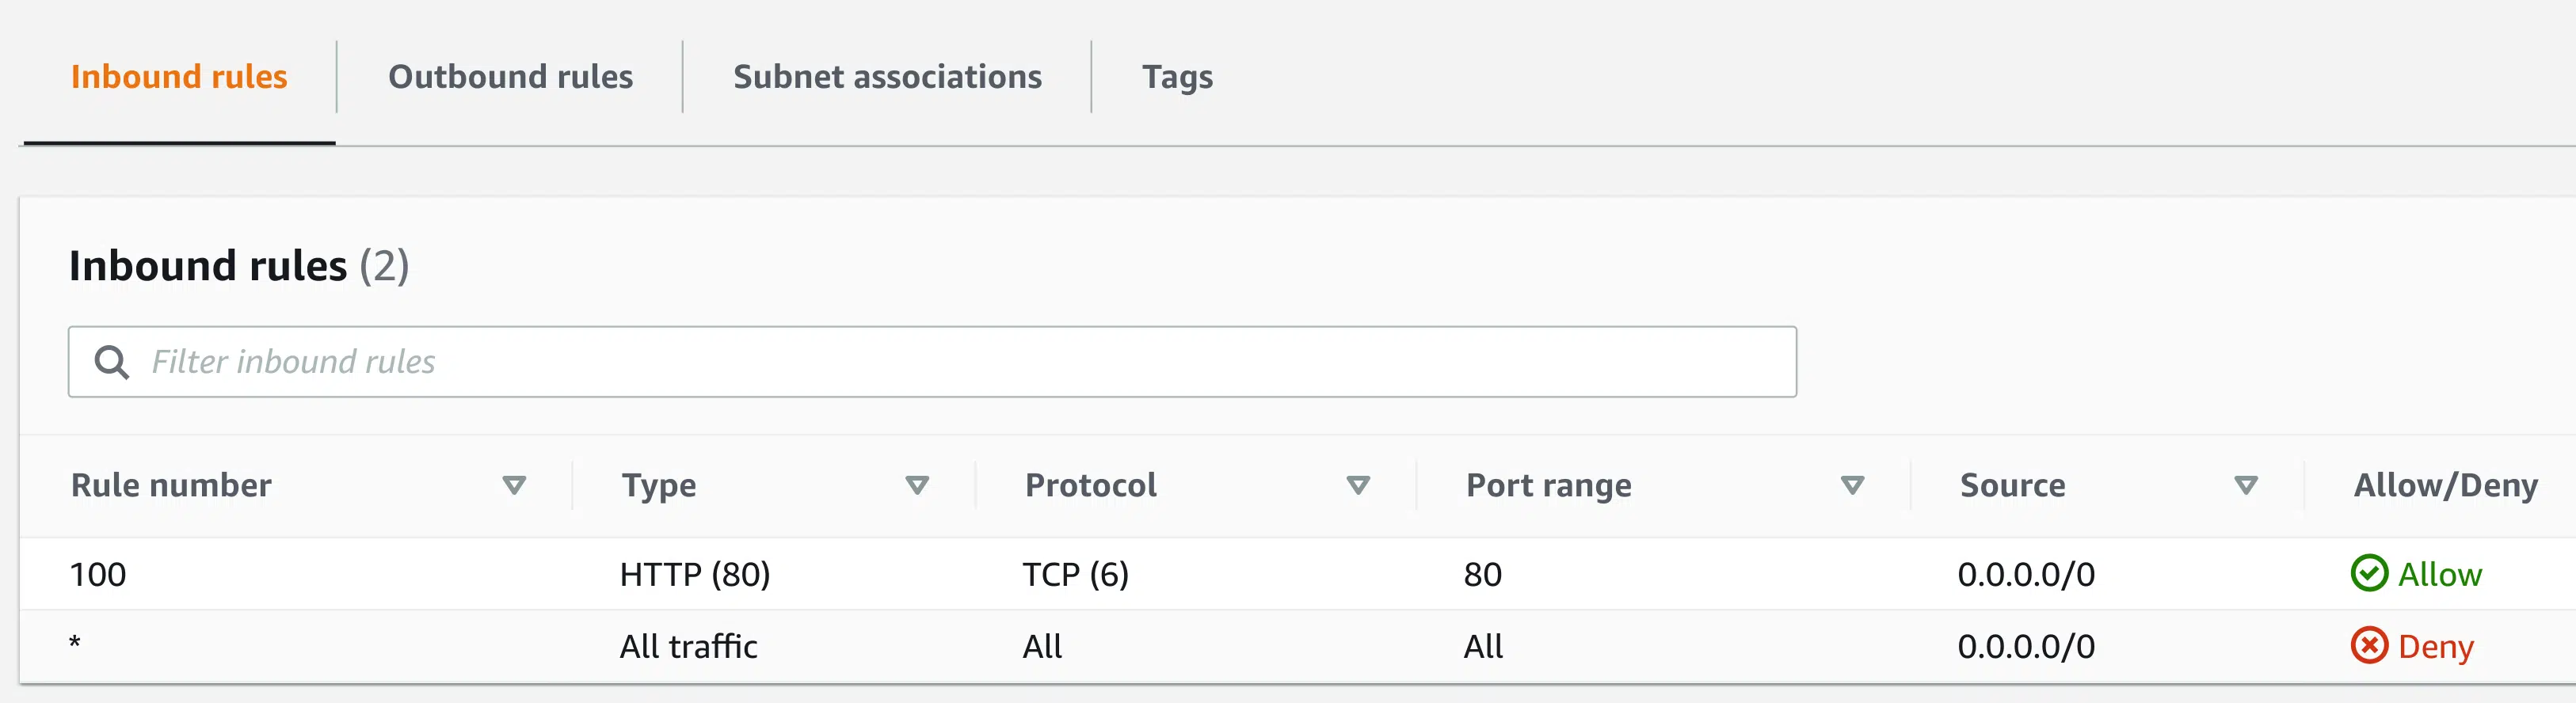 Inbound rules Outbound rules Subnet associations Tags
Inbound rules (2)
Filter inbound rules
Rule number Type Protocol Port range Source Allow/Deny
100 HTTP (80) TCP (6) 80 0.0.0.0/0 Allow
* All traffic All All 0.0.0.0/0 Deny